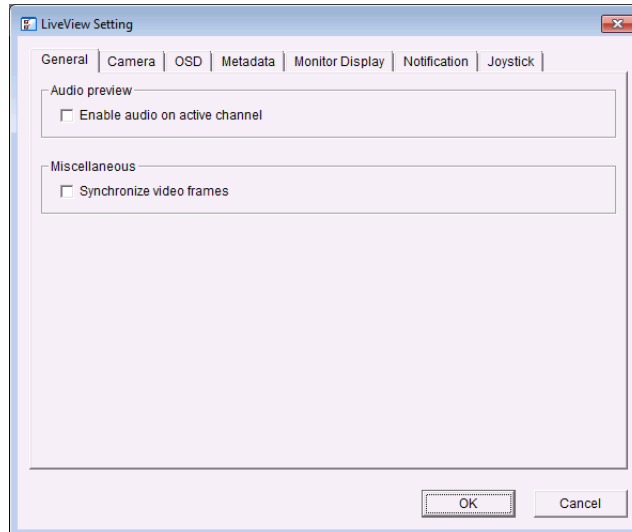 LiveView Setting
General Camera OSD Metadata Monitor Display Notification Joystick
Audio preview
Enable audio on active channel
Miscellaneous
Synchronize video frames
OK Cancel